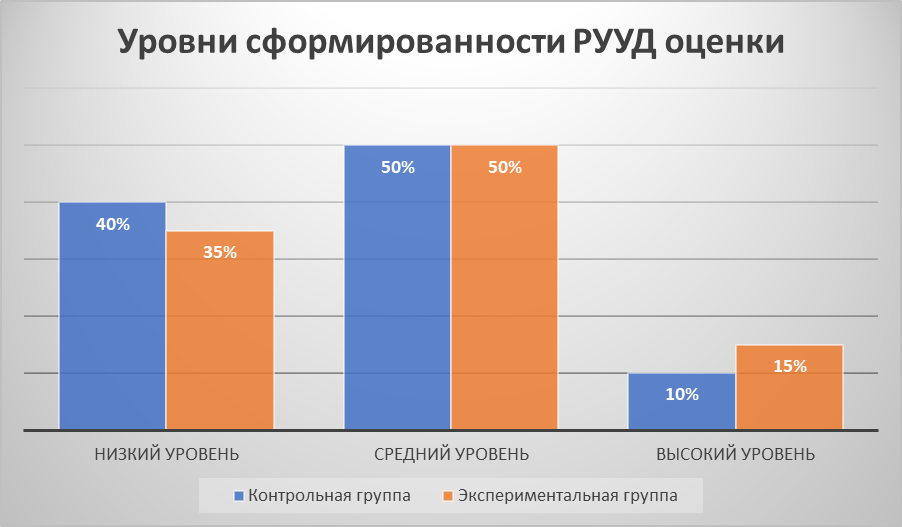 Уровни сформированности РУУД оценки
50%
50%
40%
35%
15%
10%
НИЗКИЙ УРОВЕНЬ
СРЕДНИЙ УРОВЕНЬ
ВЫСОКИЙ УРОВЕНЬ
Контрольная группа
Экспериментальная группа